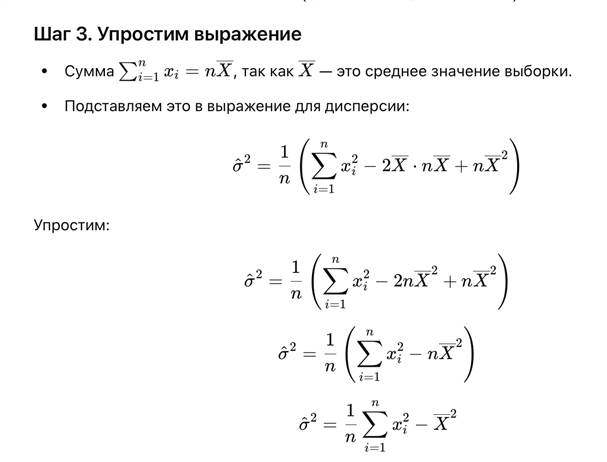 Шаг 3. Упростим выражение
• Сумма $\sum_{i=1}^{n} x_i = n\overline{X}$, так как $\overline{X}$ — это среднее значение выборки.
• Подставляем это в выражение для дисперсии:
$\hat{\sigma}^2 = \frac{1}{n} \left( \sum_{i=1}^{n} x_i^2 - 2\overline{X} \cdot n\overline{X} + n\overline{X}^2 \right)$
Упростим:
$\hat{\sigma}^2 = \frac{1}{n} \left( \sum_{i=1}^{n} x_i^2 - 2n\overline{X}^2 + n\overline{X}^2 \right)$
$\hat{\sigma}^2 = \frac{1}{n} \left( \sum_{i=1}^{n} x_i^2 - n\overline{X}^2 \right)$
$\hat{\sigma}^2 = \frac{1}{n} \sum_{i=1}^{n} x_i^2 - \overline{X}^2$